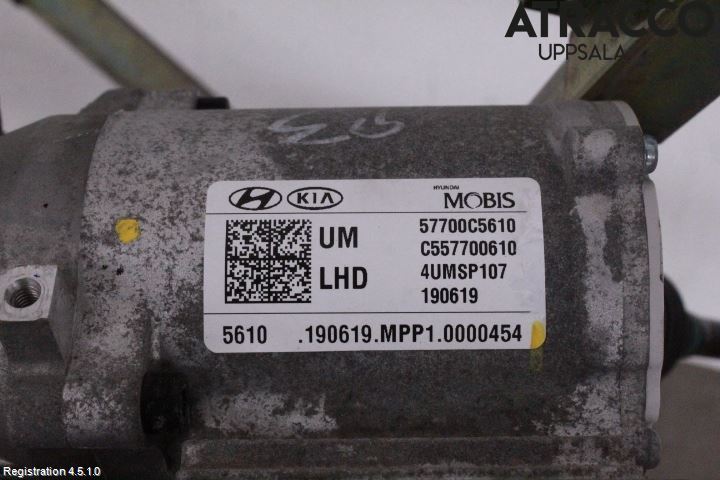 ATRACCO
UPPSALA
KIA
HYUNDAI
MOBIS
UM
LHD
57700C5610
C557700610
4UMSP107
190619
5610 .190619.MPP1.0000454
Registration 4.5.1.0